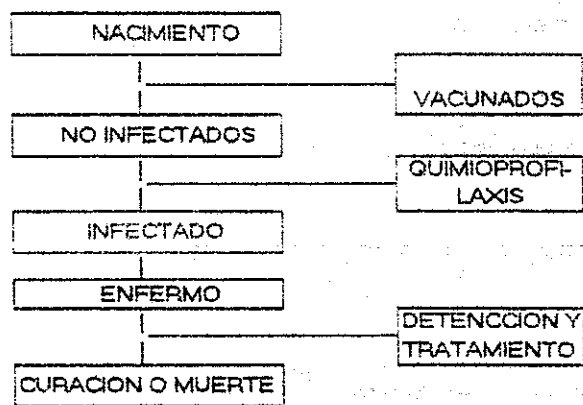 NACIMIENTO
VACUNADOS
NO INFECTADOS
QUIMIOPROFI-
LAXIS
INFECTADO
ENFERMO
DETENCCION Y
TRATAMIENTO
CURACION O MUERTE